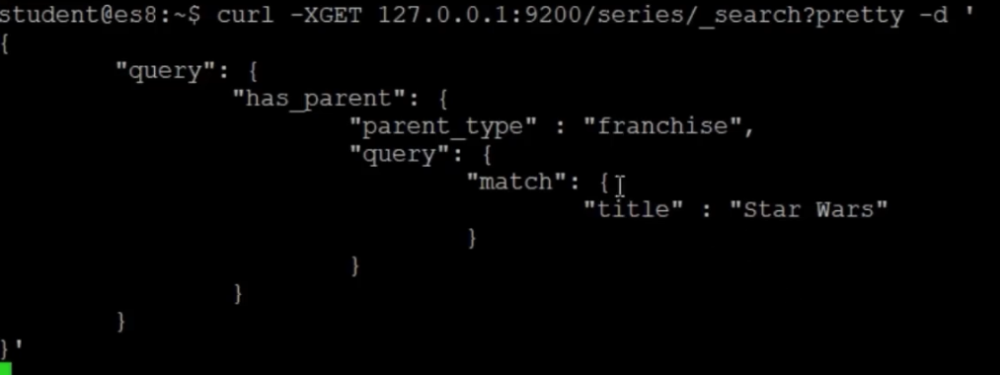 student@es8:~$ curl -XGET 127.0.0.1:9200/series/_search?pretty -d '
{
"query": {
"has_parent": {
"parent_type" : "franchise",
"query": {
"match": {
"title" : "Star Wars"
}
}
}
}
}'